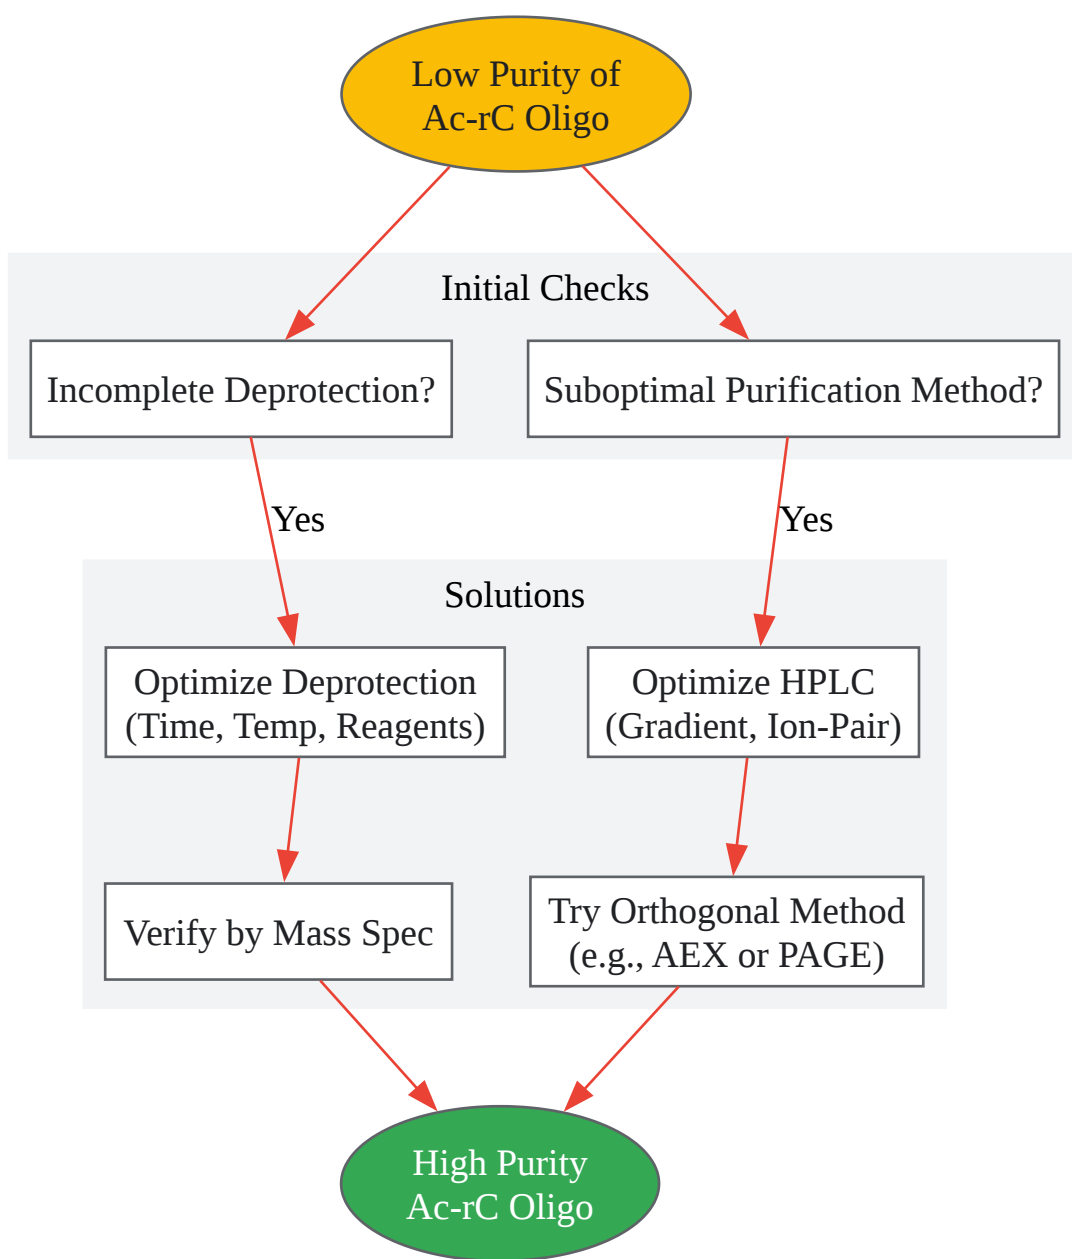 Low Purity of
Ac-rC Oligo
Initial Checks
Incomplete Deprotection?
Suboptimal Purification Method?
Yes
Yes
Solutions
Optimize Deprotection
(Time, Temp, Reagents)
Optimize HPLC
(Gradient, Ion-Pair)
Verify by Mass Spec
Try Orthogonal Method
(e.g., AEX or PAGE)
High Purity
Ac-rC Oligo